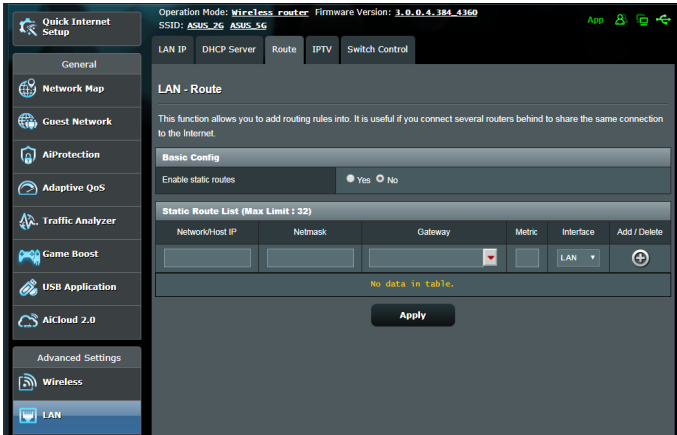 Quick Internet
Setup
General
Network Map
Guest Network
AiProtection
Adaptive QoS
Traffic Analyzer
Game Boost
USB Application
AiCloud 2.0
Advanced Settings
Wireless
LAN
Operation Mode: Wireless router Firmware Version: 3.0.0.4.384_4360
SSID: ASUS_2G ASUS_5G
App
LAN IP DHCP Server Route IPTV Switch Control
LAN - Route
This function allows you to add routing rules into. It is useful if you connect several routers behind to share the same connection
to the Internet.
Basic Config
Enable static routes Yes No
Static Route List (Max Limit : 32)
Network/Host IP Netmask Gateway Metric Interface Add / Delete
LAN
No data in table.
Apply